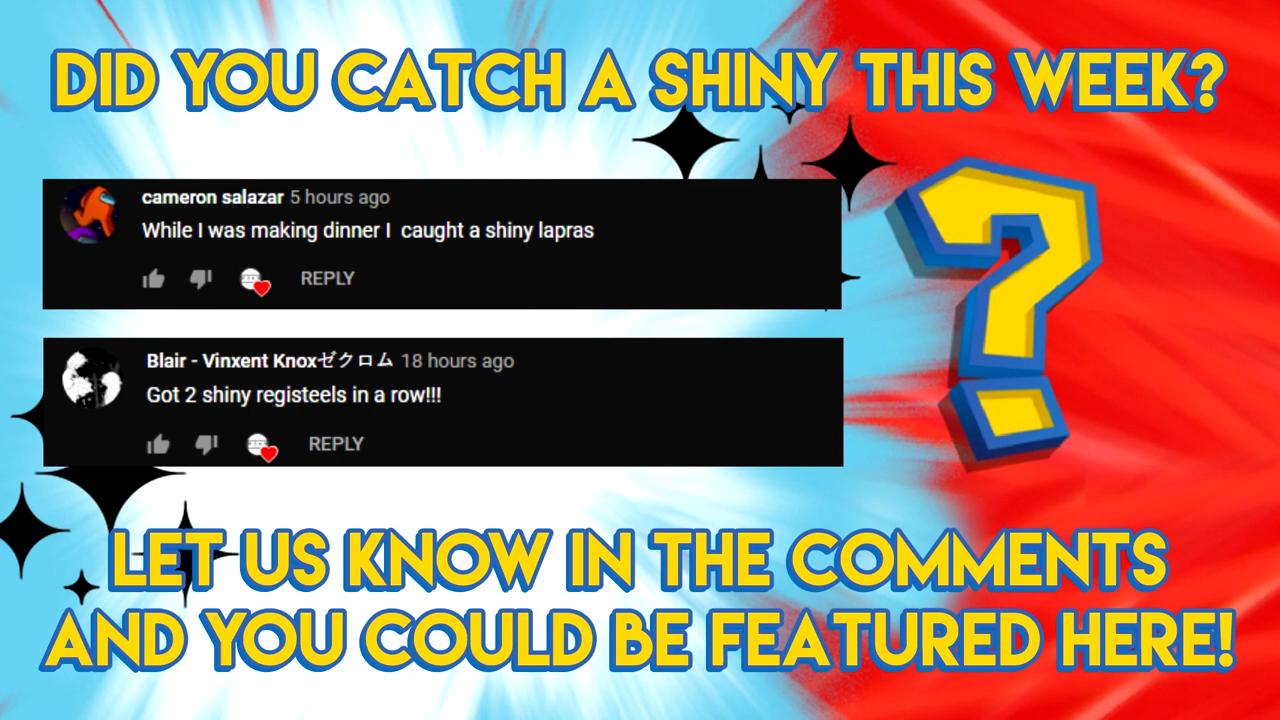 DID YOU CATCH A SHINY THIS WEEK?
cameron salazar 5 hours ago
While I was making dinner I  caught a shiny lapras
REPLY
Blair - Vinxent Knoxゼクロム 18 hours ago
Got 2 shiny registeels in a row!!!
REPLY
?
LET US KNOW IN THE COMMENTS
AND YOU COULD BE FEATURED HERE!